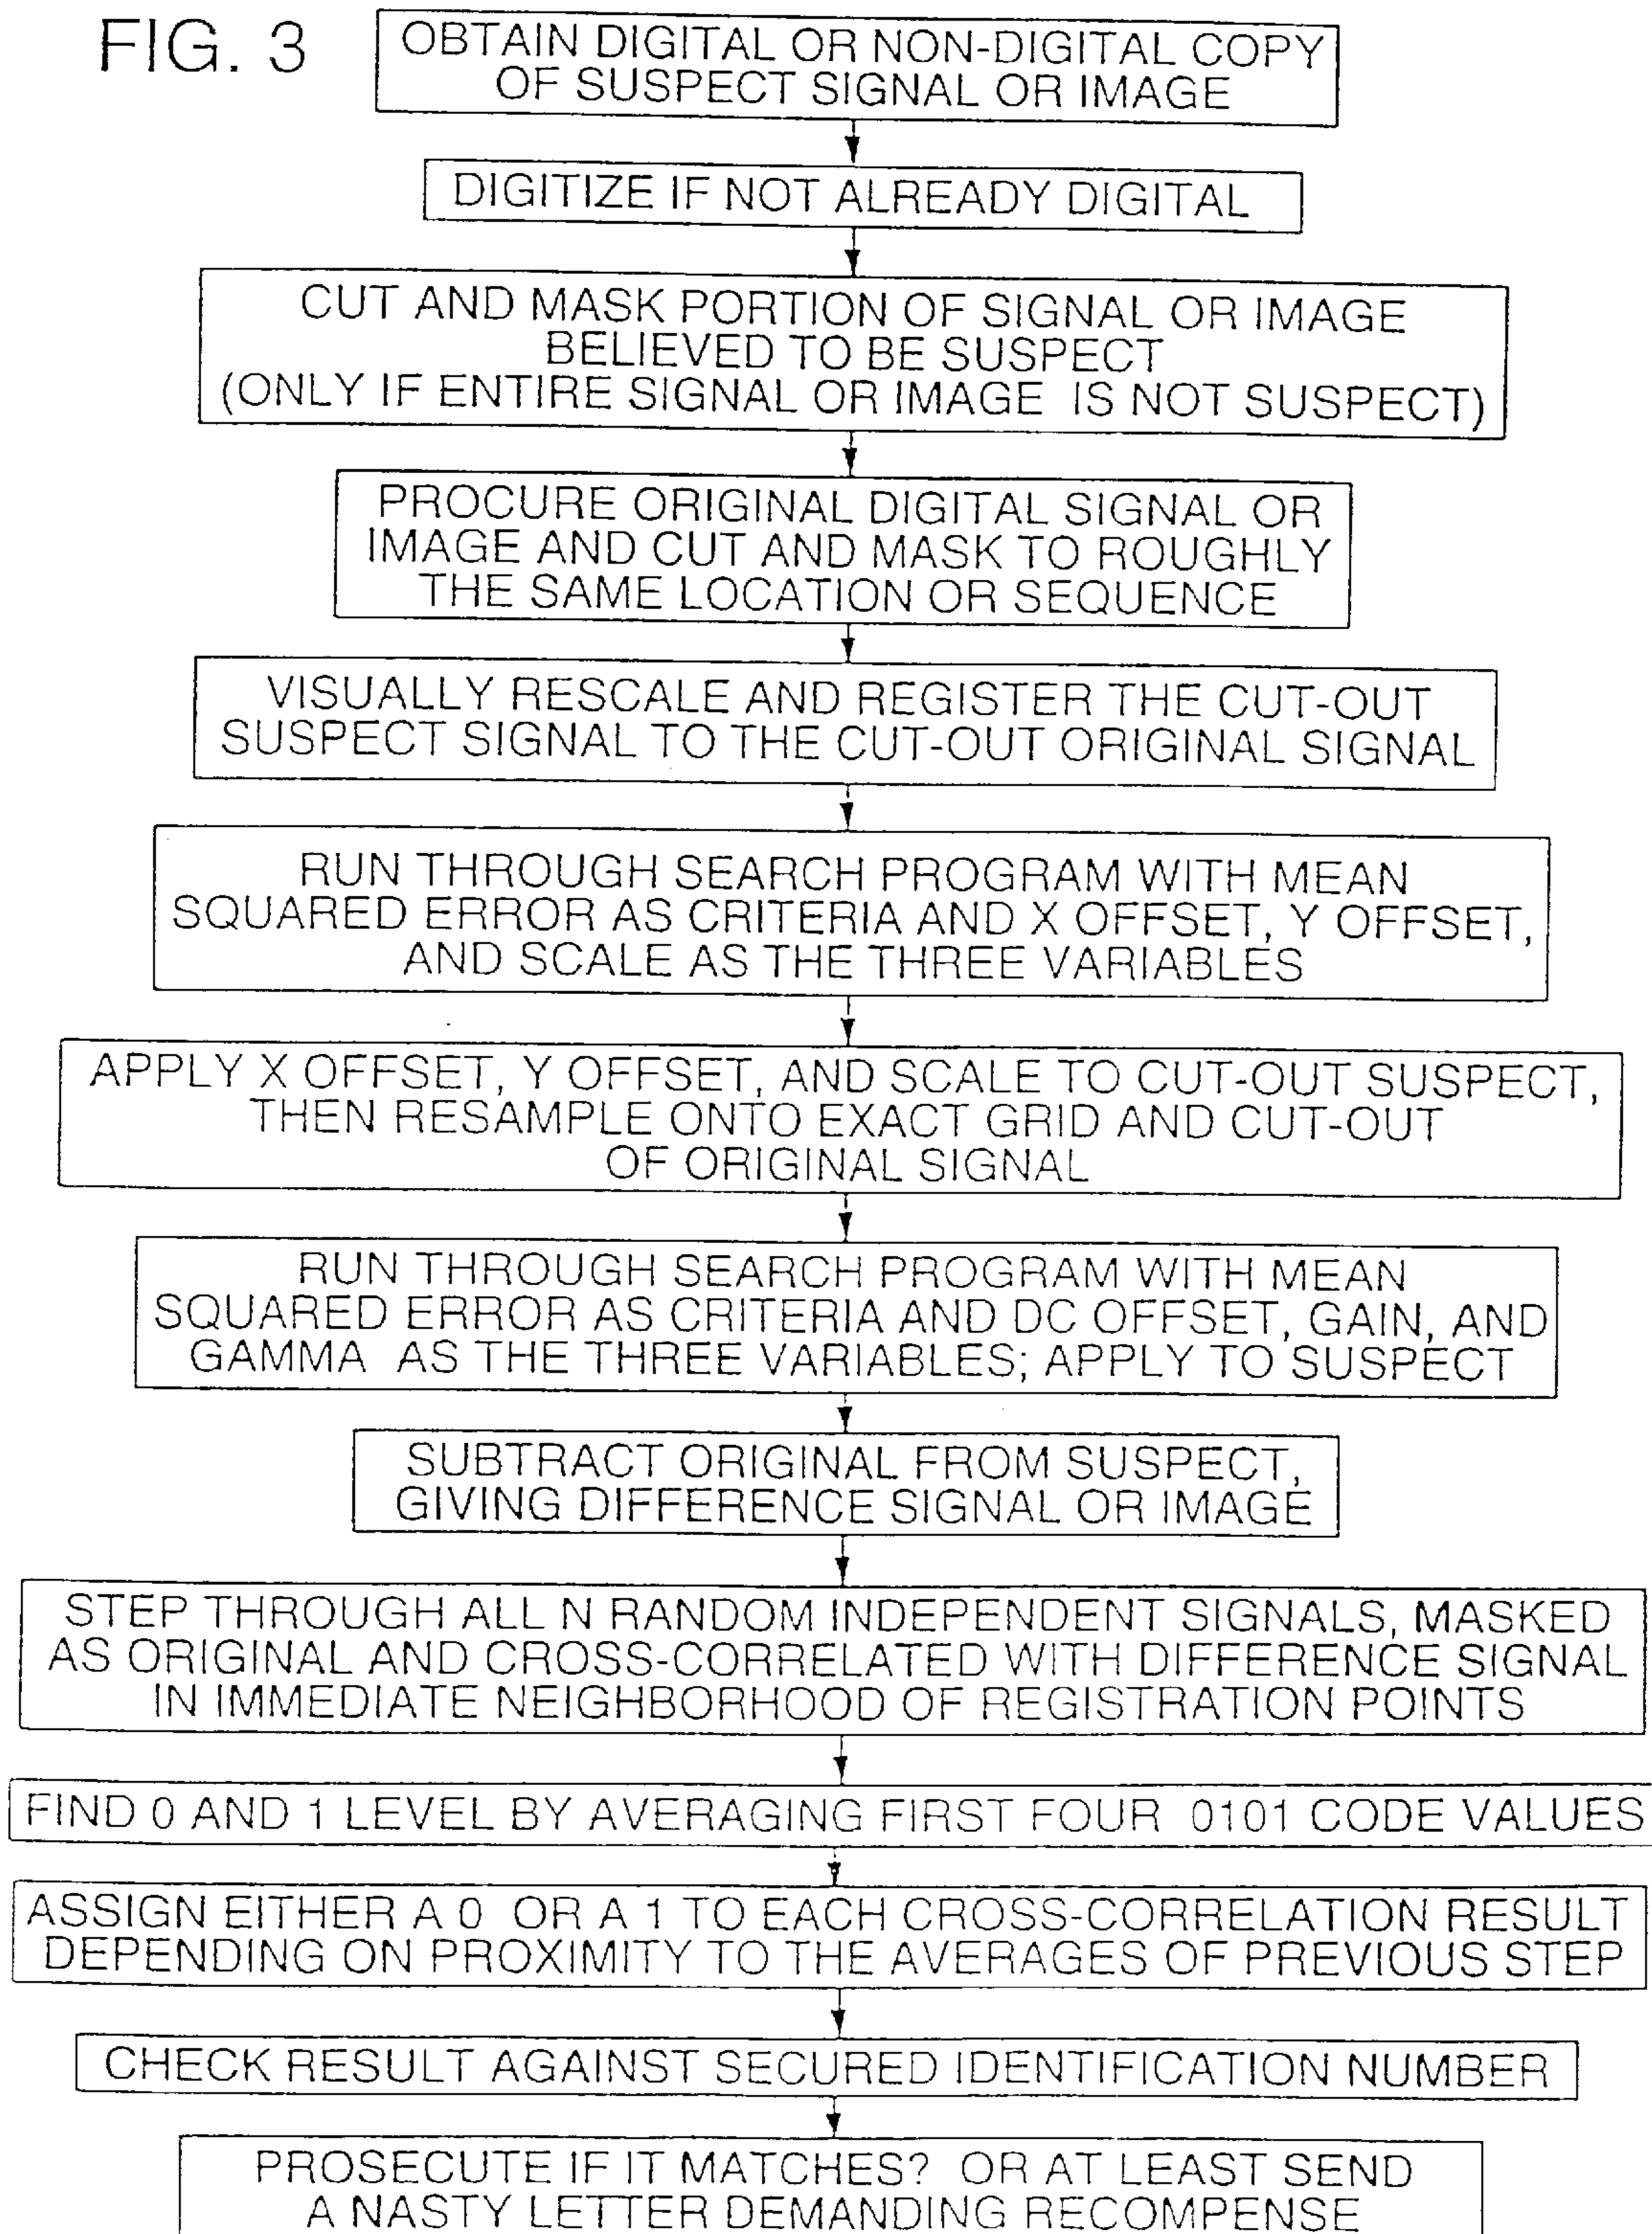 FIG. 3
OBTAIN DIGITAL OR NON-DIGITAL COPY
OF SUSPECT SIGNAL OR IMAGE
DIGITIZE IF NOT ALREADY DIGITAL
CUT AND MASK PORTION OF SIGNAL OR IMAGE
BELIEVED TO BE SUSPECT
(ONLY IF ENTIRE SIGNAL OR IMAGE IS NOT SUSPECT)
PROCURE ORIGINAL DIGITAL SIGNAL OR
IMAGE AND CUT AND MASK TO ROUGHLY
THE SAME LOCATION OR SEQUENCE
VISUALLY RESCALE AND REGISTER THE CUT-OUT
SUSPECT SIGNAL TO THE CUT-OUT ORIGINAL SIGNAL
RUN THROUGH SEARCH PROGRAM WITH MEAN
SQUARED ERROR AS CRITERIA AND X OFFSET, Y OFFSET,
AND SCALE AS THE THREE VARIABLES
APPLY X OFFSET, Y OFFSET, AND SCALE TO CUT-OUT SUSPECT,
THEN RESAMPLE ONTO EXACT GRID AND CUT-OUT
OF ORIGINAL SIGNAL
RUN THROUGH SEARCH PROGRAM WITH MEAN
SQUARED ERROR AS CRITERIA AND DC OFFSET, GAIN, AND
GAMMA AS THE THREE VARIABLES; APPLY TO SUSPECT
SUBTRACT ORIGINAL FROM SUSPECT,
GIVING DIFFERENCE SIGNAL OR IMAGE
STEP THROUGH ALL N RANDOM INDEPENDENT SIGNALS, MASKED
AS ORIGINAL AND CROSS-CORRELATED WITH DIFFERENCE SIGNAL
IN IMMEDIATE NEIGHBORHOOD OF REGISTRATION POINTS
FIND 0 AND 1 LEVEL BY AVERAGING FIRST FOUR 0101 CODE VALUES
ASSIGN EITHER A 0 OR A 1 TO EACH CROSS-CORRELATION RESULT
DEPENDING ON PROXIMITY TO THE AVERAGES OF PREVIOUS STEP
CHECK RESULT AGAINST SECURED IDENTIFICATION NUMBER
PROSECUTE IF IT MATCHES? OR AT LEAST SEND
A NASTY LETTER DEMANDING RECOMPENSE